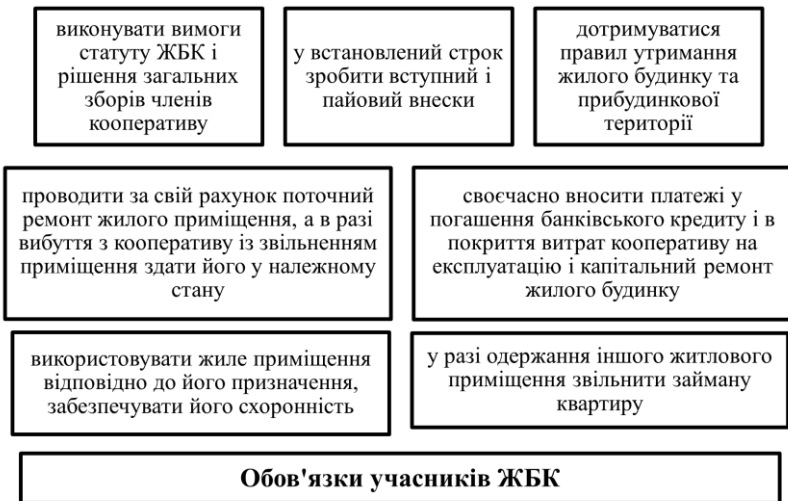 виконувати вимоги
статуту ЖБК і
рішення загальних
зборів членів
кооперативу
у встановлений строк
зробити вступний і
пайовий внески
дотримуватися
правил утримання
жилого будинку та
прибудинкової
території
проводити за свій рахунок поточний
ремонт жилого приміщення, а в разі
вибуття з кооперативу із звільненням
приміщення здати його у належному
стану
своєчасно вносити платежі у
погашення банківського кредиту і в
покриття витрат кооперативу на
експлуатацію і капітальний ремонт
жилого будинку
використовувати жиле приміщення
відповідно до його призначення,
забезпечувати його схоронність
у разі одержання іншого житлового
приміщення звільнити займану
квартиру
Обов'язки учасників ЖБК